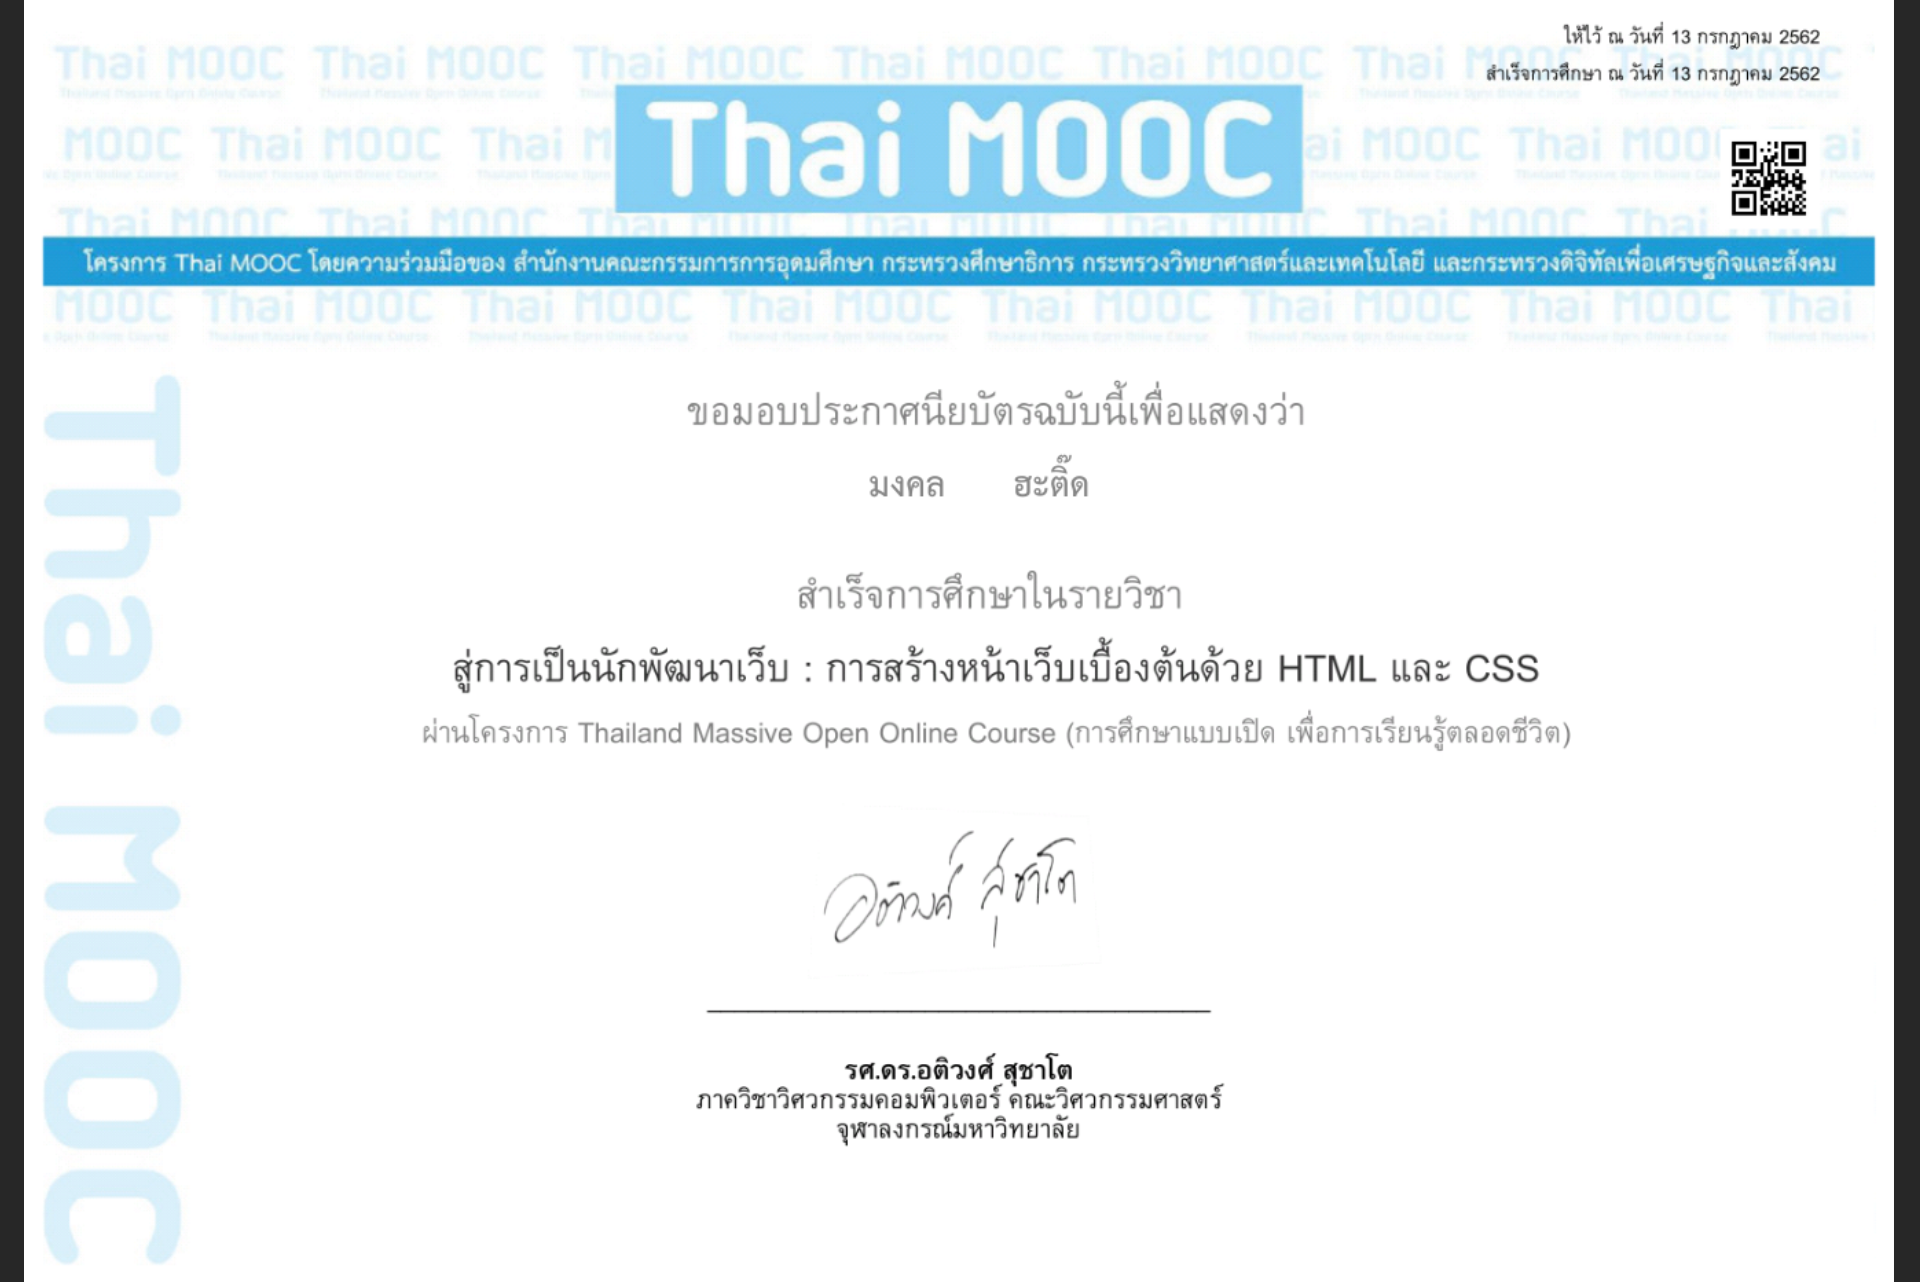 ให้ไว้ ณ วันที่ 13 กรกฎาคม 2562
สำเร็จการศึกษา ณ วันที่ 13 กรกฎาคม 2562
Thai MOOC
โครงการ Thai MOOC โดยความร่วมมือของ สำนักงานคณะกรรมการการอุดมศึกษา กระทรวงศึกษาธิการ กระทรวงวิทยาศาสตร์และเทคโนโลยี และกระทรวงดิจิทัลเพื่อเศรษฐกิจและสังคม
Thai MOOC
ขอมอบประกาศนียบัตรฉบับนี้เพื่อแสดงว่า
มงคล ฮะติ๊ด
สำเร็จการศึกษาในรายวิชา
สู่การเป็นนักพัฒนาเว็บ : การสร้างหน้าเว็บเบื้องต้นด้วย HTML และ CSS
ผ่านโครงการ Thailand Massive Open Online Course (การศึกษาแบบเปิด เพื่อการเรียนรู้ตลอดชีวิต)
อติวงศ์ สุชาโต
รศ.ดร.อติวงศ์ สุชาโต
ภาควิชาวิศวกรรมคอมพิวเตอร์ คณะวิศวกรรมศาสตร์
จุฬาลงกรณ์มหาวิทยาลัย